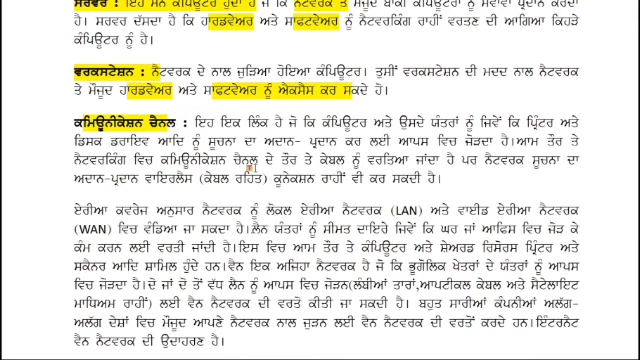 ਸਰਵਰ : ਇਹ ਮੇਨ ਕੰਪਿਊਟਰ ਹੁੰਦਾ ਹੈ ਜੋ ਕਿ ਨੈਟਵਰਕ ਤੇ ਮੌਜੂਦ ਬਾਕੀ ਕੰਪਿਊਟਰਾਂ ਨੂੰ ਸੇਵਾਵਾਂ ਪ੍ਰਦਾਨ ਕਰਦਾ
ਹੈ। ਸਰਵਰ ਦੱਸਦਾ ਹੈ ਕਿ ਹਾਰਡਵੇਅਰ ਅਤੇ ਸਾਫਟਵੇਅਰ ਨੂੰ ਨੈਟਵਰਕਿੰਗ ਰਾਹੀਂ ਵਰਤਣ ਦੀ ਆਗਿਆ ਕਿਹੜੇ
ਕੰਪਿਊਟਰ ਨੂੰ ਹੈ।
ਵਰਕਸਟੇਸ਼ਨ : ਨੈਟਵਰਕ ਦੇ ਨਾਲ ਜੁੜਿਆ ਹੋਇਆ ਕੰਪਿਊਟਰ। ਤੁਸੀਂ ਵਰਕਸਟੇਸ਼ਨ ਦੀ ਮਦਦ ਨਾਲ ਨੈਟਵਰਕ
ਤੇ ਮੌਜੂਦ ਹਾਰਡਵੇਅਰ ਅਤੇ ਸਾਫਟਵੇਅਰ ਨੂੰ ਐਕਸੈਸ ਕਰ ਸਕਦੇ ਹੋ।
ਕਮਿਊਨੀਕੇਸ਼ਨ ਚੈਨਲ : ਇਹ ਇਕ ਲਿੰਕ ਹੈ ਜੋ ਕਿ ਕੰਪਿਊਟਰ ਅਤੇ ਉਸਦੇ ਯੰਤਰਾਂ ਨੂੰ ਜਿਵੇਂ ਕਿ ਪ੍ਰਿੰਟਰ ਅਤੇ
ਡਿਸਕ ਡਰਾਇਵ ਆਦਿ ਨੂੰ ਸੂਚਨਾ ਦਾ ਅਦਾਨ- ਪ੍ਰਦਾਨ ਕਰ ਲਈ ਆਪਸ ਵਿਚ ਜੋੜਦਾ ਹੈ।ਆਮ ਤੌਰ ਤੇ
ਨੈਟਵਰਕਿੰਗ ਵਿਚ ਕਮਿਊਨੀਕੇਸ਼ਨ ਚੈਨਲ ਦੇ ਤੌਰ ਤੇ ਕੇਬਲ ਨੂੰ ਵਰਤਿਆ ਜਾਂਦਾ ਹੈ ਪਰ ਨੈਟਵਰਕ ਸੂਚਨਾ ਦਾ
ਅਦਾਨ-ਪ੍ਰਦਾਨ ਵਾਇਰਲੈਸ (ਕੇਬਲ ਰਹਿਤ) ਕੁਨੇਕਸ਼ਨ ਰਾਹੀਂ ਵੀ ਕਰ ਸਕਦੀ ਹੈ।
ਏਰੀਆ ਕਵਰੇਜ ਅਨੁਸਾਰ ਨੈਟਵਰਕ ਨੂੰ ਲੋਕਲ ਏਰੀਆ ਨੈਟਵਰਕ (LAN) ਅਤੇ ਵਾਈਡ ਏਰੀਆ ਨੈਟਵਰਕ
(WAN) ਵਿਚ ਵੰਡਿਆ ਜਾ ਸਕਦਾ ਹੈ।ਲੈਨ ਯੰਤਰਾਂ ਨੂੰ ਸੀਮਤ ਦਾਇਰੇ ਜਿਵੇਂ ਕਿ ਘਰ ਜਾਂ ਆਫਿਸ ਵਿਚ ਜੋੜ ਕੇ
ਕੰਮ ਕਰਨ ਲਈ ਵਰਤੀ ਜਾਂਦੀ ਹੈ।ਇਸ ਵਿਚ ਆਮ ਤੌਰ ਤੇ ਕੰਪਿਊਟਰ ਅਤੇ ਸ਼ੇਅਰਡ ਰਿਸੋਰਸ ਪ੍ਰਿੰਟਰ ਅਤੇ
ਸਕੈਨਰ ਆਦਿ ਸ਼ਾਮਿਲ ਹੁੰਦੇ ਹਨ।ਵੈਨ ਇਕ ਅਜਿਹਾ ਨੈਟਵਰਕ ਹੈ ਜੋ ਕਿ ਭੂਗੋਲਿਕ ਖੇਤਰਾਂ ਦੇ ਯੰਤਰਾਂ ਨੂੰ ਆਪਸ
ਵਿਚ ਜੋੜਦਾ ਹੈ।ਦੋ ਜਾਂ ਦੋ ਤੋਂ ਵੱਧ ਲੈਨ ਨੂੰ ਆਪਸ ਵਿਚ ਜੋੜਨ(ਲੰਬੀਆਂ ਤਾਰਾਂ,ਆਪਟੀਕਲ ਕੇਬਲ ਅਤੇ ਸੈਟੇਲਾਇਟ
ਮਾਧਿਅਮ ਰਾਹੀਂ) ਲਈ ਵੈਨ ਨੈਟਵਰਕ ਦੀ ਵਰਤੋ ਕੀਤੀ ਜਾ ਸਕਦੀ ਹੈ। ਬਹੁਤ ਸਾਰੀਆਂ ਕੰਪਨੀਆਂ ਅਲੱਗ-
ਅਲੱਗ ਦੇਸ਼ਾਂ ਵਿਚ ਮੌਜੂਦ ਆਪਣੇ ਨੈਟਵਰਕ ਨਾਲ ਜੁੜਨ ਲਈ ਵੈਨ ਨੈਟਵਰਕ ਦੀ ਵਰਤੋਂ ਕਰਦੇ ਹਨ।ਇੰਟਰਨੈਟ
ਵੈਨ ਨੈਟਵਰਕ ਦੀ ਉਦਾਹਰਣ ਹੈ।